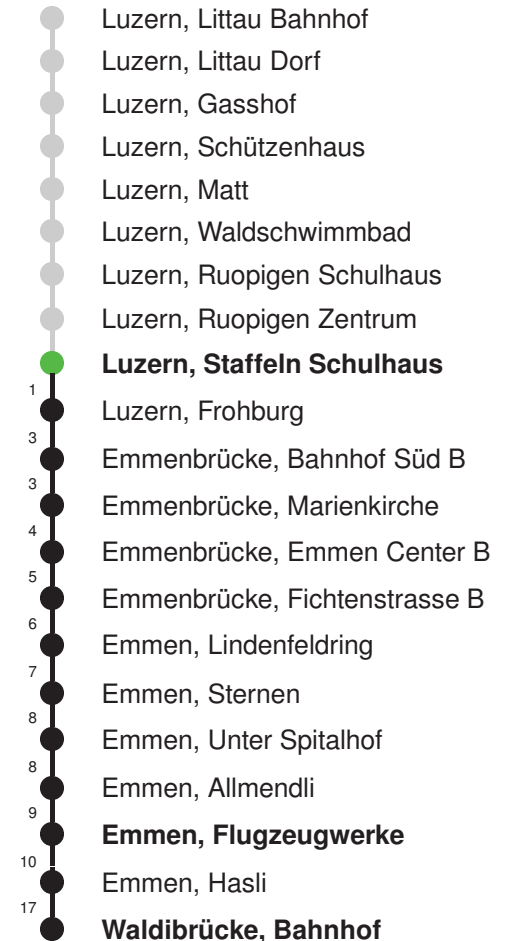 Luzern, Littau Bahnhof
Luzern, Littau Dorf
Luzern, Gasshof
Luzern, Schützenhaus
Luzern, Matt
Luzern, Waldschwimmbad
Luzern, Ruopigen Schulhaus
Luzern, Ruopigen Zentrum
Luzern, Staffeln Schulhaus
1 Luzern, Frohburg
3 Emmenbrücke, Bahnhof Süd B
3 Emmenbrücke, Marienkirche
4 Emmenbrücke, Emmen Center B
5 Emmenbrücke, Fichtenstrasse B
6 Emmen, Lindenfeldring
7 Emmen, Sternen
8 Emmen, Unter Spitalhof
8 Emmen, Allmendli
9 Emmen, Flugzeugwerke
10 Emmen, Hasli
17 Waldibrücke, Bahnhof